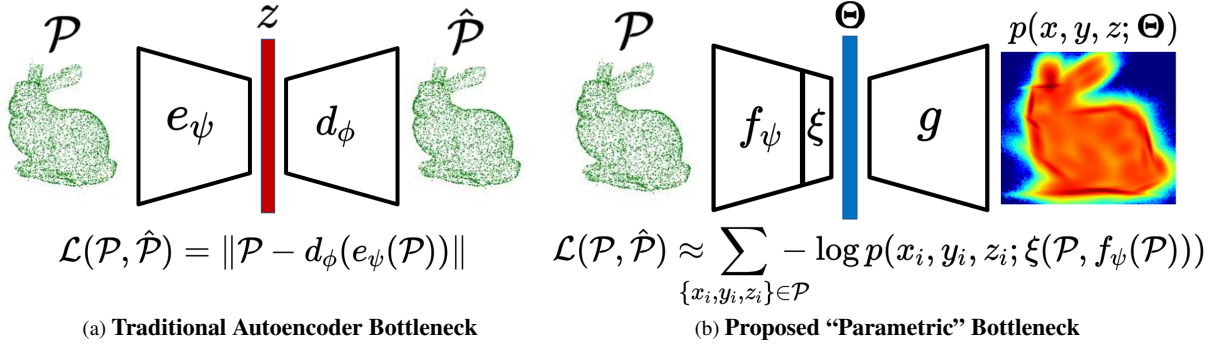 𝒫 z 𝒫̂
e_ψ d_ϕ
ℒ(𝒫, 𝒫̂) = ‖𝒫 − d_ϕ(e_ψ(𝒫))‖
(a) Traditional Autoencoder Bottleneck
𝒫 Θ p(x, y, z; Θ)
f_ψ ξ g
ℒ(𝒫, 𝒫̂) ≈ ∑_{{x_i,y_i,z_i}∈𝒫} − log p(x_i, y_i, z_i; ξ(𝒫, f_ψ(𝒫)))
(b) Proposed “Parametric” Bottleneck